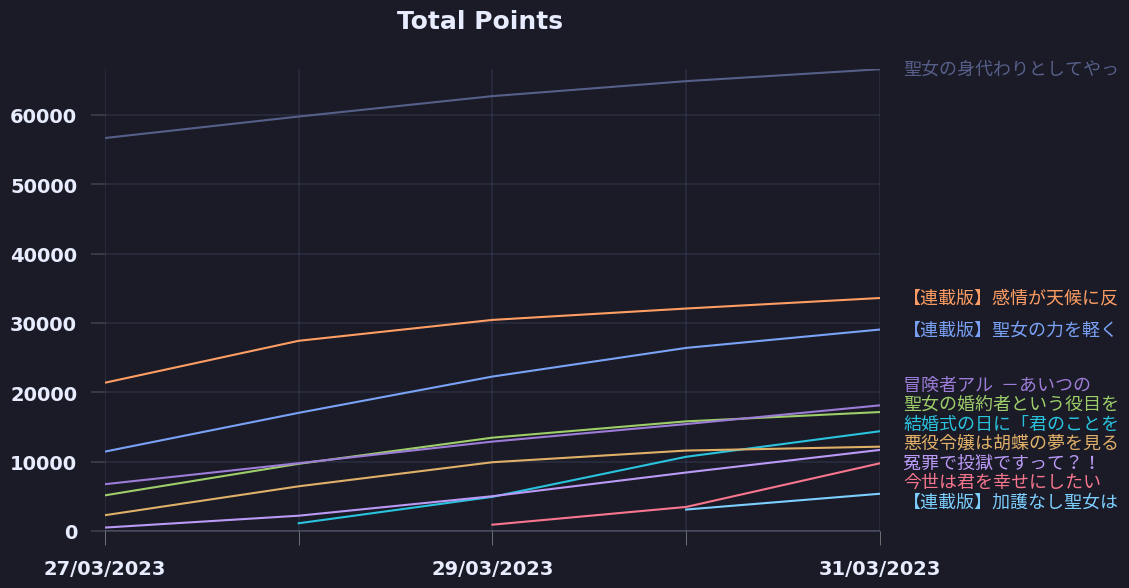 Total Points
60000
50000
40000
30000
20000
10000
0
27/03/2023
29/03/2023
31/03/2023
聖女の身代わりとしてやっ
【連載版】感情が天候に反
【連載版】聖女の力を軽く
冒険者アル －あいつの
聖女の婚約者という役目を
結婚式の日に「君のことを
悪役令嬢は胡蝶の夢を見る
冤罪で投獄ですって？！
今世は君を幸せにしたい
【連載版】加護なし聖女は